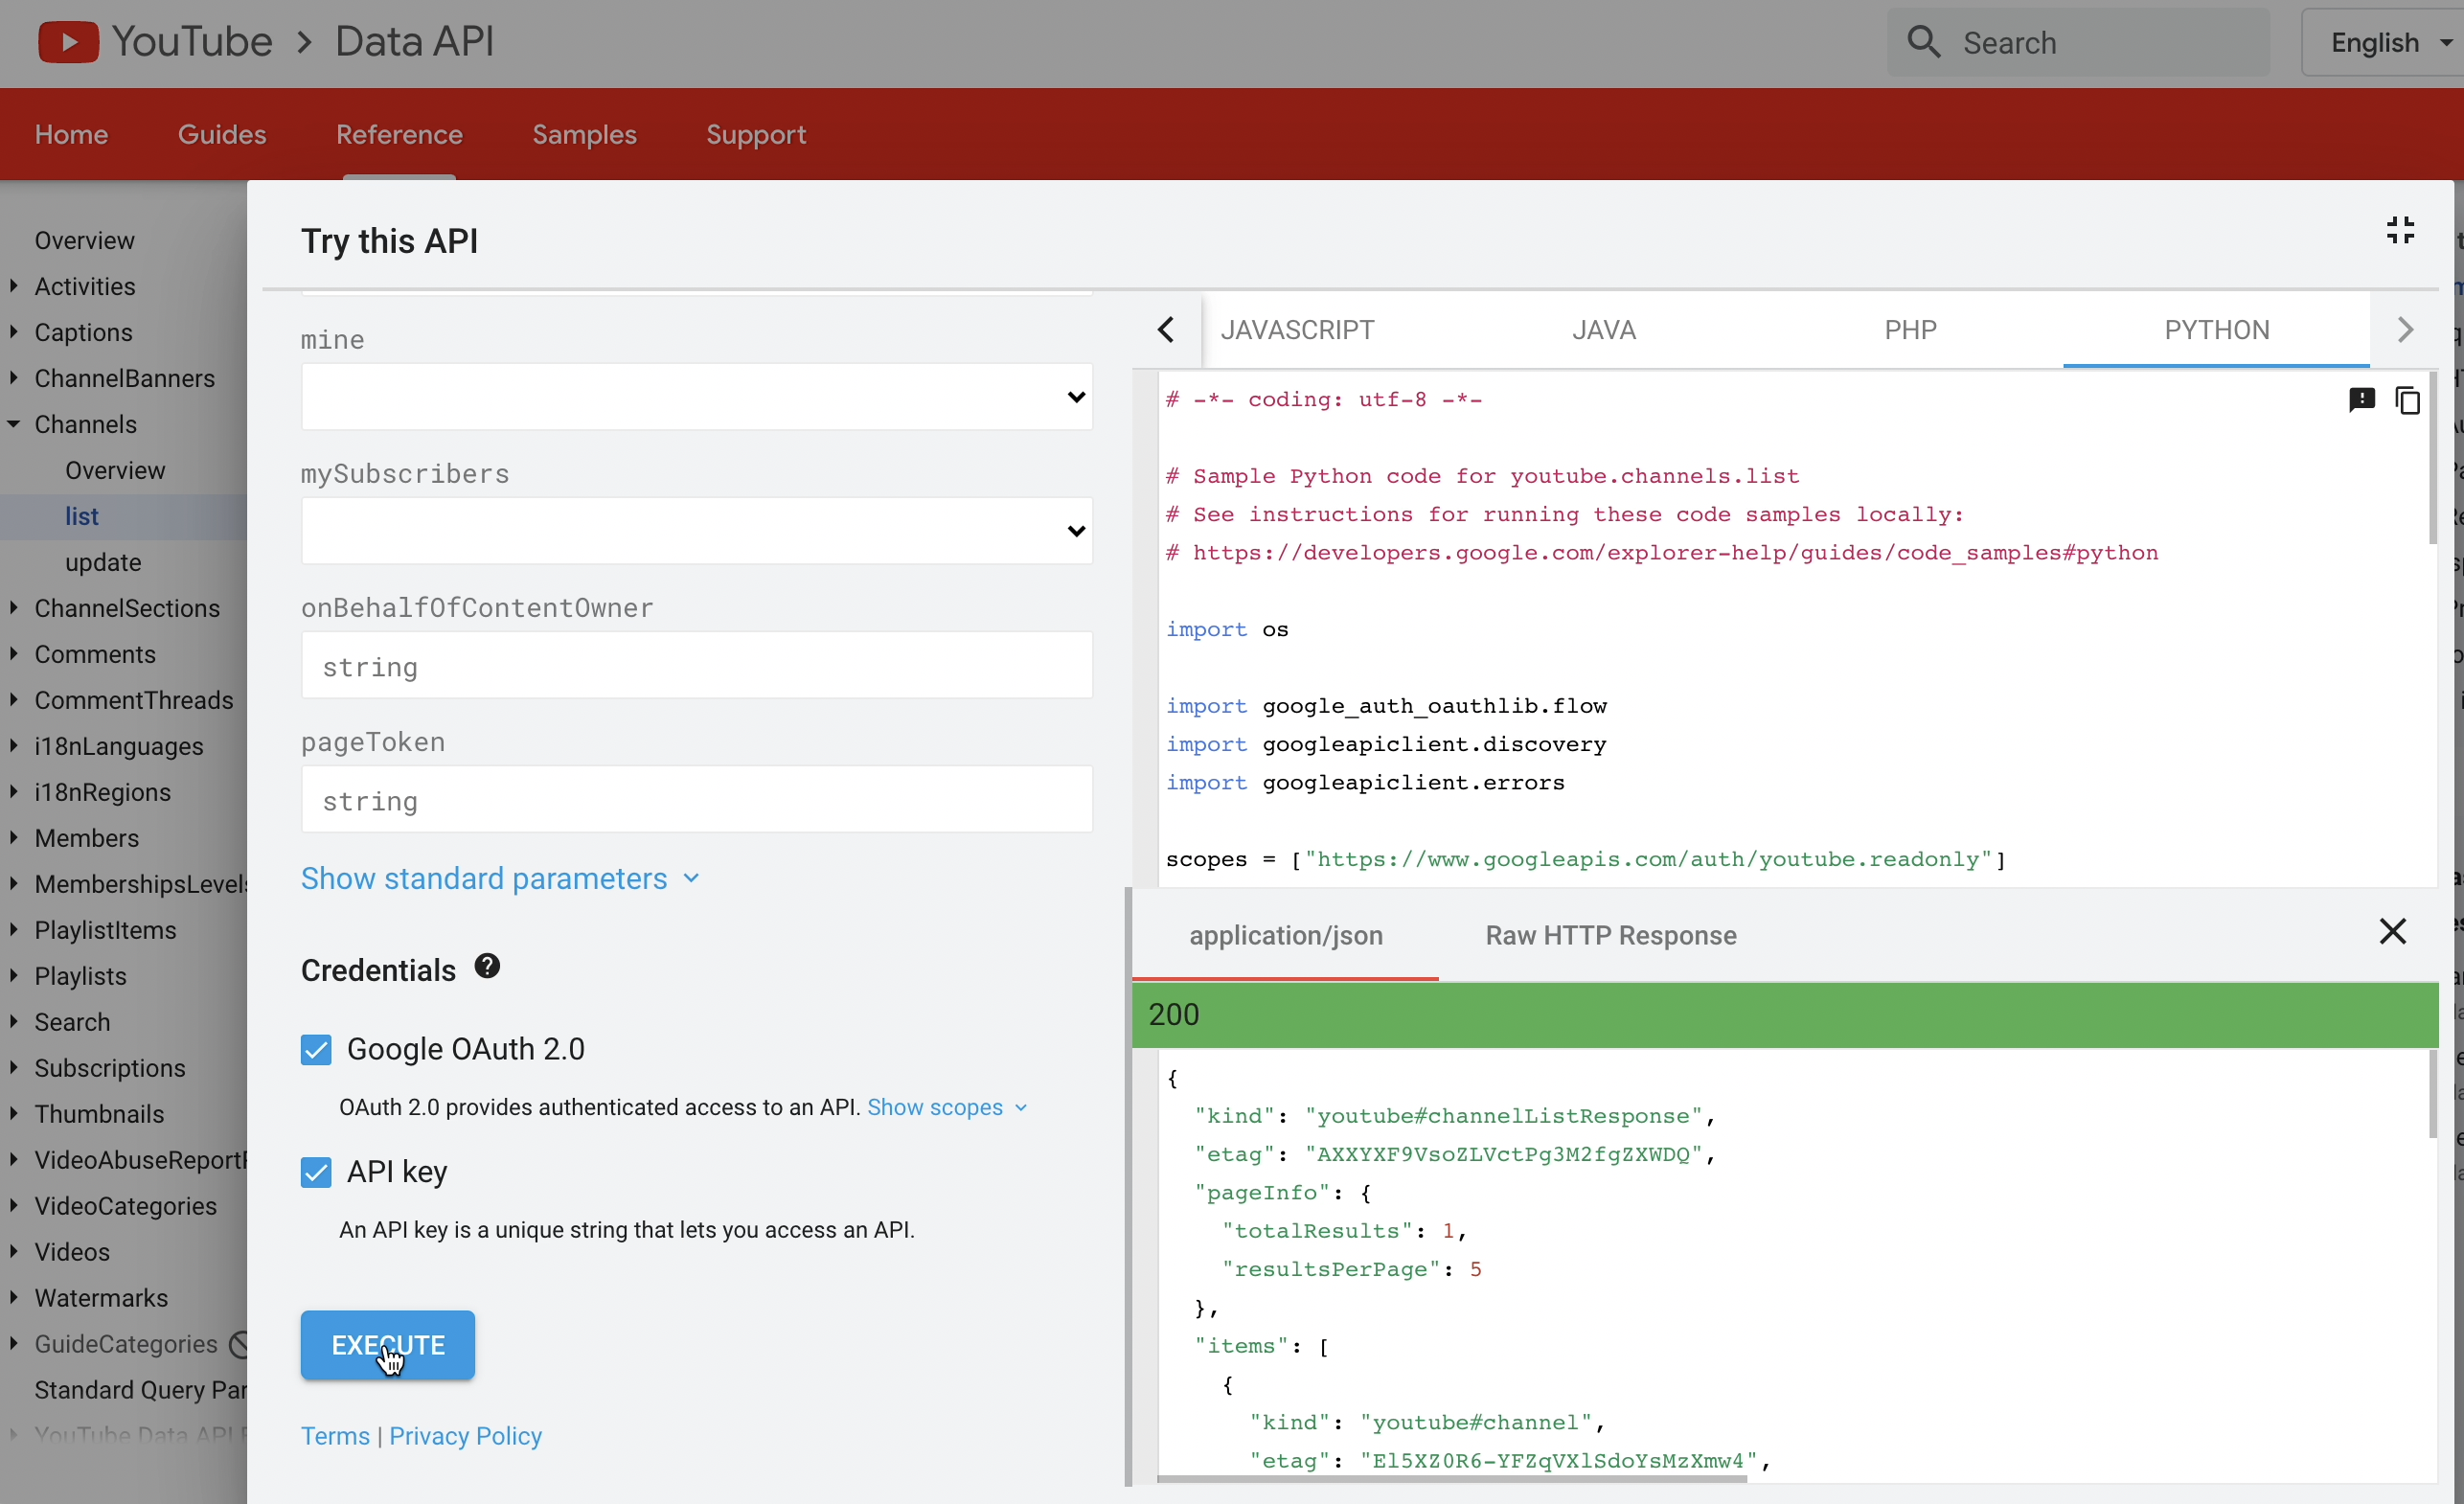 YouTube > Data API
Search
English
Home Guides Reference Samples Support
Overview
Activities
Captions
ChannelBanners
Channels
Overview
list
update
ChannelSections
Comments
CommentThreads
i18nLanguages
i18nRegions
Members
MembershipsLevels
PlaylistItems
Playlists
Search
Subscriptions
Thumbnails
VideoAbuseReport
VideoCategories
Videos
Watermarks
GuideCategories
Standard Query Par
YouTube Data API
Try this API
mine
mySubscribers
onBehalfOfContentOwner
string
pageToken
string
Show standard parameters
Credentials
Google OAuth 2.0
OAuth 2.0 provides authenticated access to an API. Show scopes
API key
An API key is a unique string that lets you access an API.
EXECUTE
Terms | Privacy Policy
JAVASCRIPT JAVA PHP PYTHON
# -*- coding: utf-8 -*-
# Sample Python code for youtube.channels.list
# See instructions for running these code samples locally:
# https://developers.google.com/explorer-help/guides/code_samples#python
import os
import google_auth_oauthlib.flow
import googleapiclient.discovery
import googleapiclient.errors
scopes = ["https://www.googleapis.com/auth/youtube.readonly"]
application/json Raw HTTP Response
200
{
"kind": "youtube#channelListResponse",
"etag": "AXXYXF9VsoZLVctPg3M2fgZXWDQ",
"pageInfo": {
"totalResults": 1,
"resultsPerPage": 5
},
"items": [
{
"kind": "youtube#channel",
"etag": "El5XZ0R6-YFZqVXlSdoYsMzXmw4",